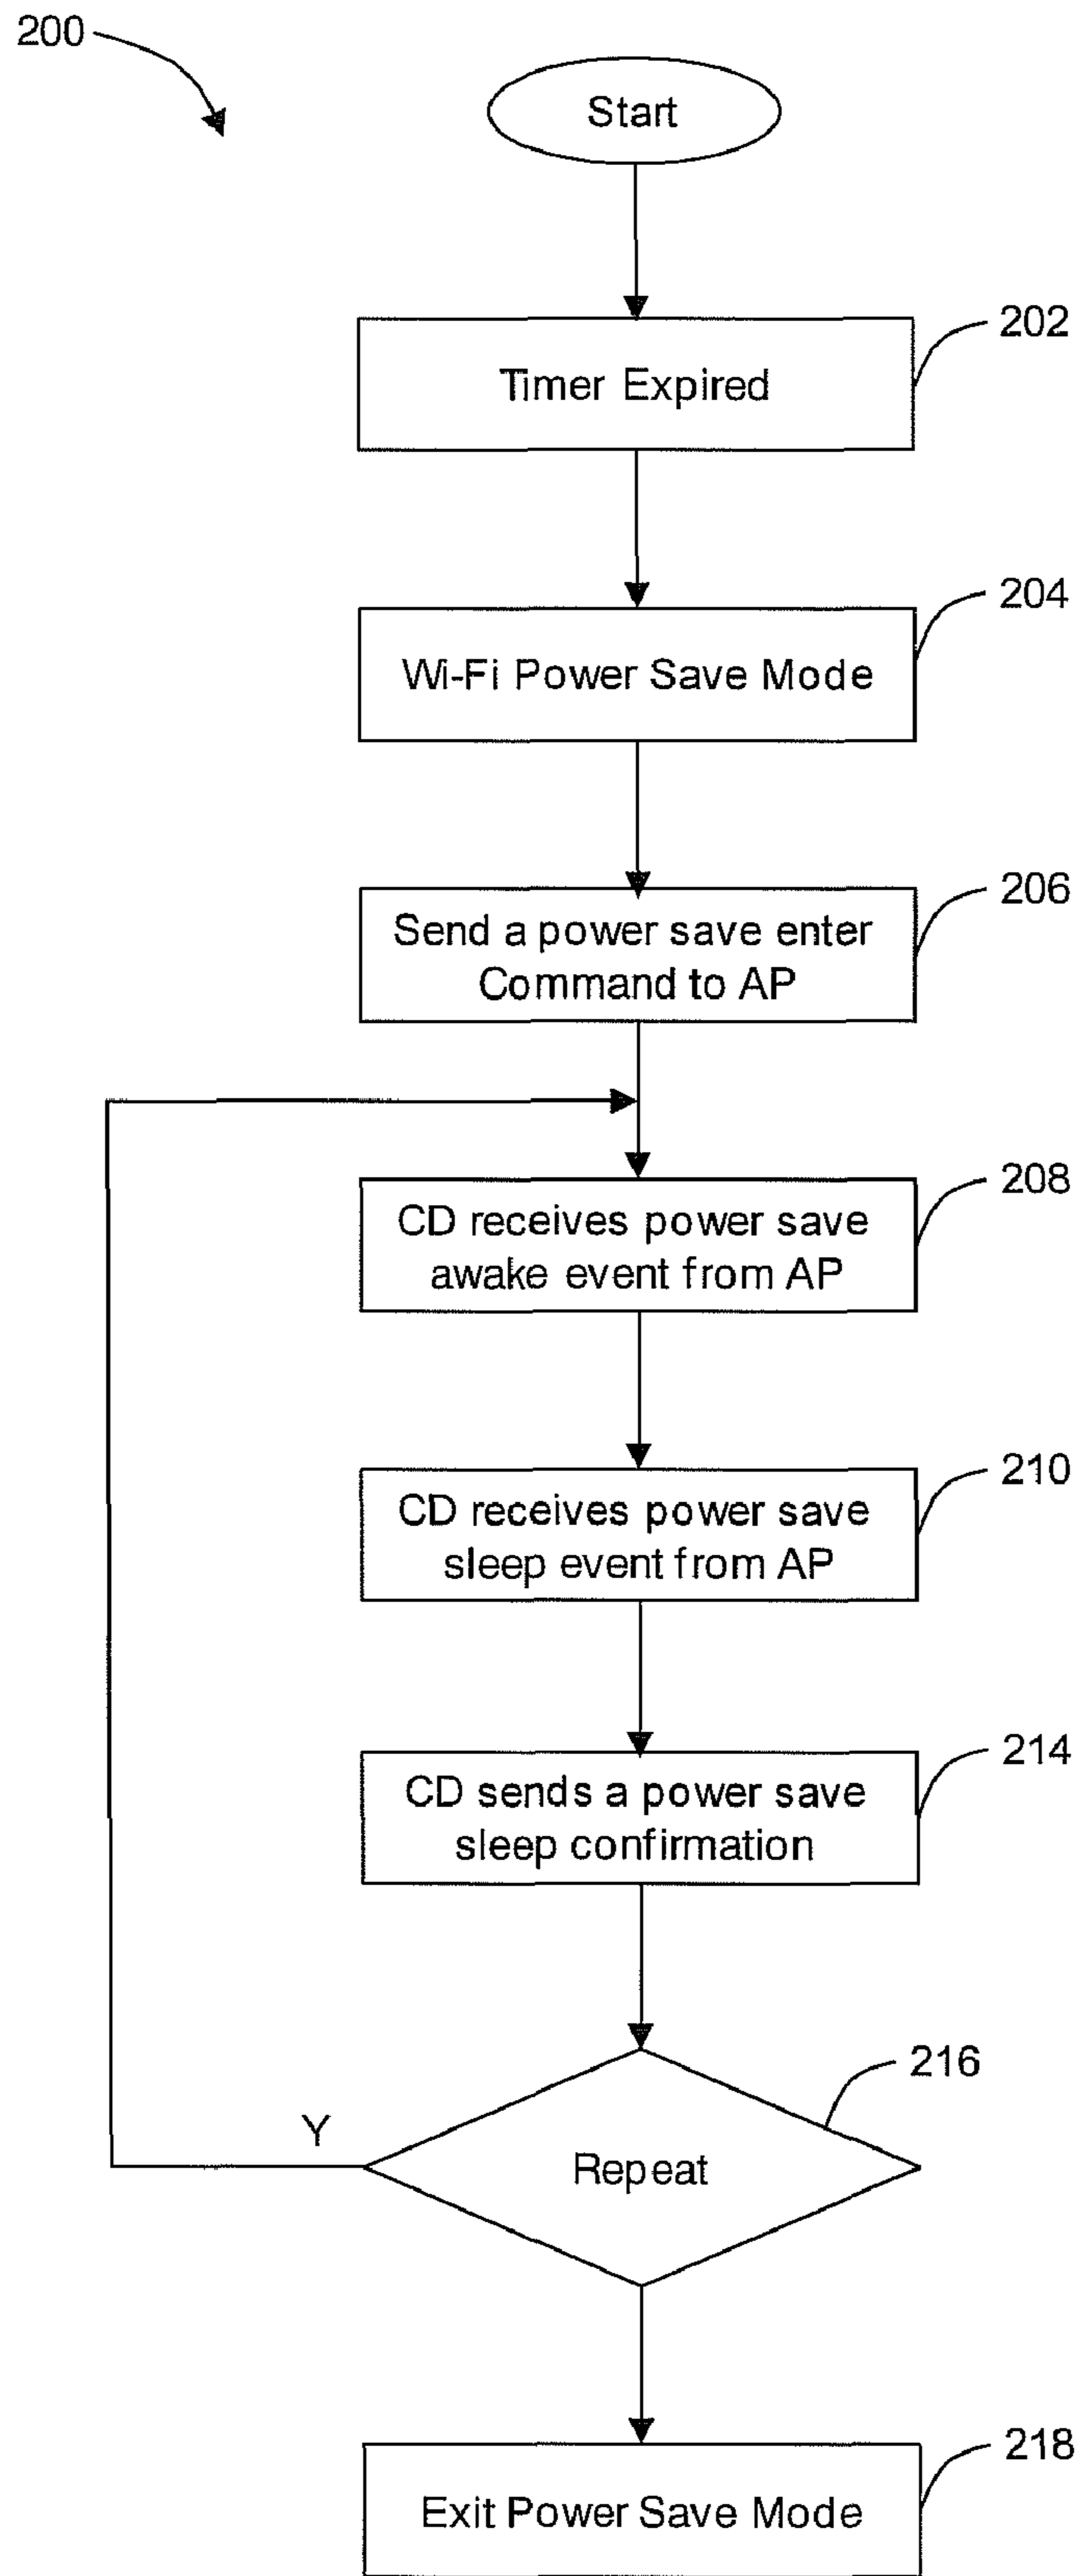 200
Start
202
Timer Expired
204
Wi-Fi Power Save Mode
206
Send a power save enter
Command to AP
208
CD receives power save
awake event from AP
210
CD receives power save
sleep event from AP
214
CD sends a power save
sleep confirmation
216
Y
Repeat
218
Exit Power Save Mode